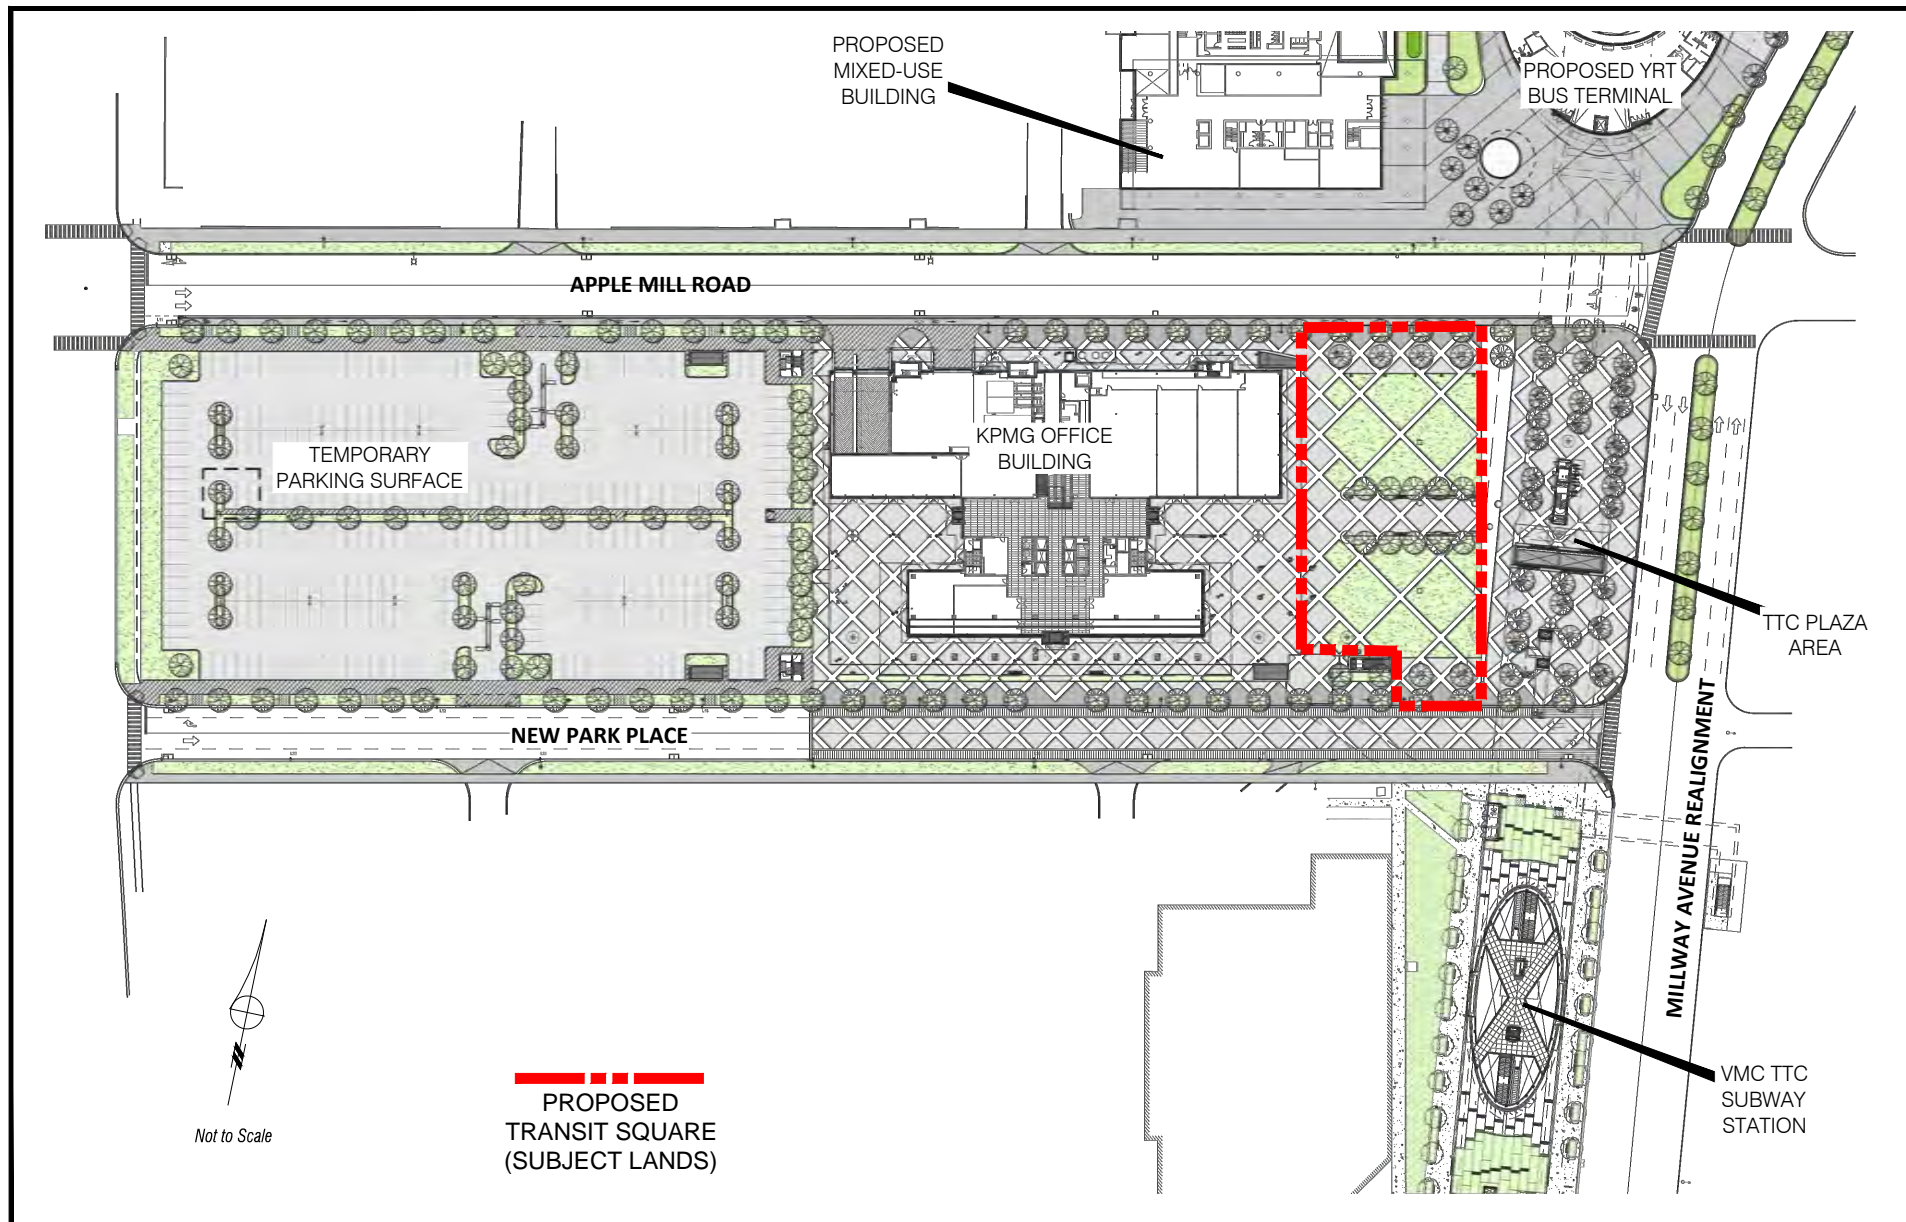 PROPOSED
MIXED-USE
BUILDING
PROPOSED YRT
BUS TERMINAL
APPLE MILL ROAD
TEMPORARY
PARKING SURFACE
KPMG OFFICE
BUILDING
TTC PLAZA
AREA
NEW PARK PLACE
MILLWAY AVENUE REALIGNMENT
VMC TTC
SUBWAY
STATION
N
Not to Scale
PROPOSED
TRANSIT SQUARE
(SUBJECT LANDS)